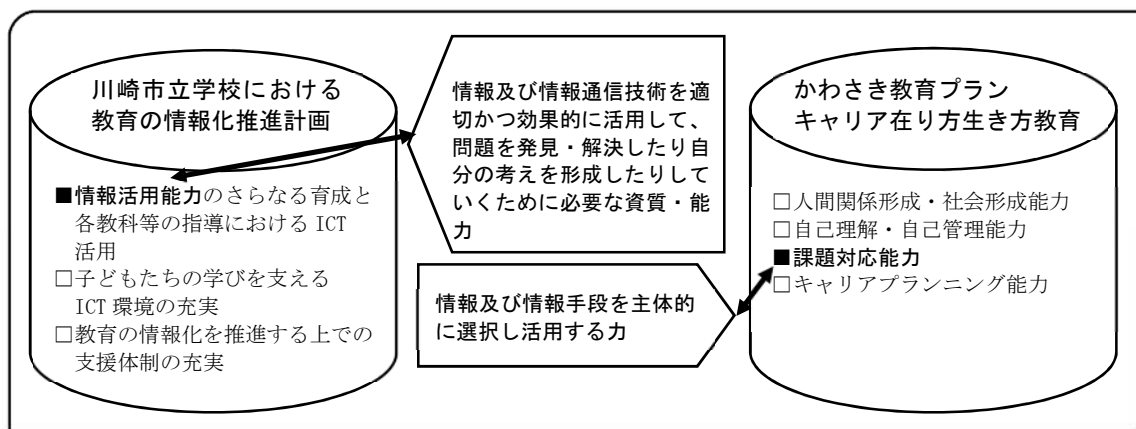 川崎市立学校における
教育の情報化推進計画
■情報活用能力のさらなる育成と
各教科等の指導における ICT
活用
□子どもたちの学びを支える
ICT 環境の充実
□教育の情報化を推進する上での
支援体制の充実
情報及び情報通信技術を適
切かつ効果的に活用して、
問題を発見・解決したり自
分の考えを形成したりして
いくために必要な資質・能
力
情報及び情報手段を主体的
に選択し活用する力
かわさき教育プラン
キャリア在り方生き方教育
□人間関係形成・社会形成能力
□自己理解・自己管理能力
■課題対応能力
□キャリアプランニング能力